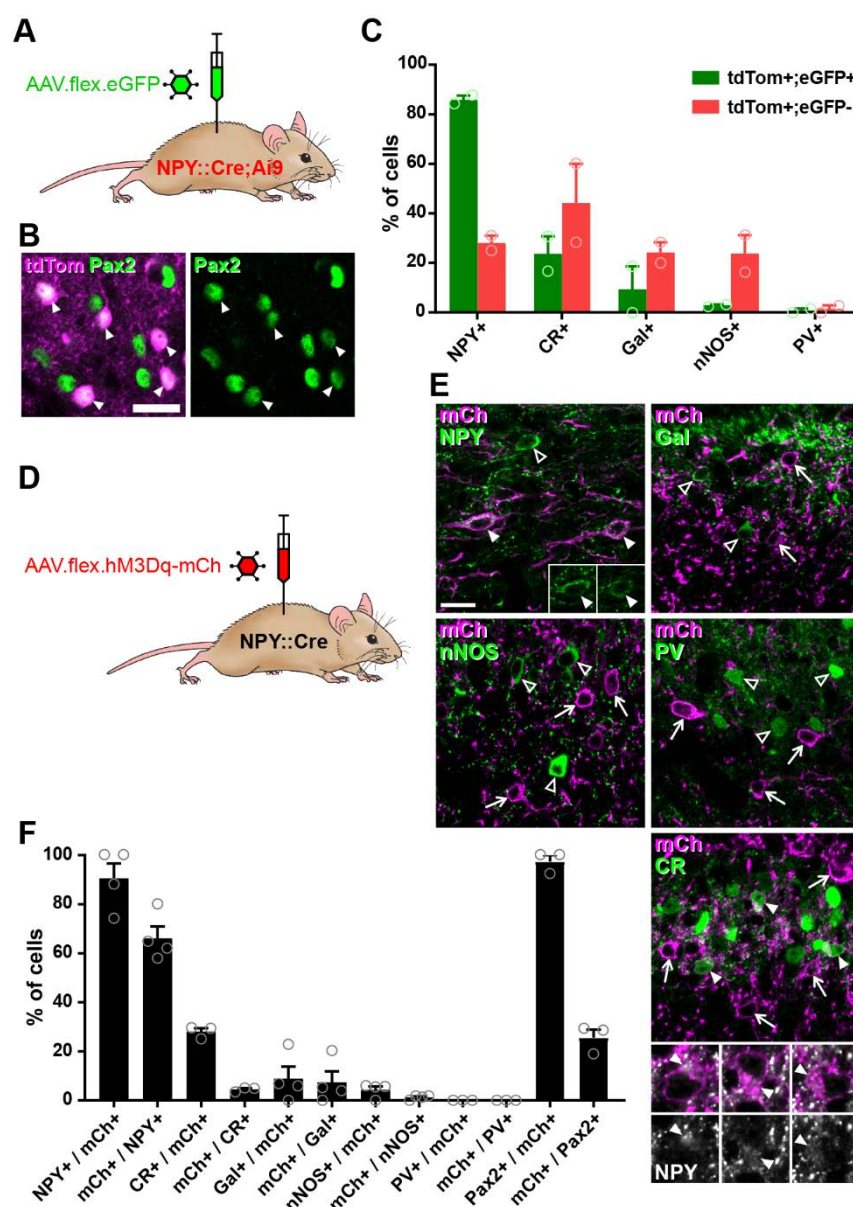 A
AAV.flex.eGFP
NPY::Cre;Ai9
B
tdTom Pax2
Pax2
C
% of cells
100
80
60
40
20
0
tdTom+;eGFP+
tdTom+;eGFP-
NPY+
CR+
Gal+
nNOS+
PV+
D
AAV.flex.hM3Dq-mCh
NPY::Cre
E
mCh
NPY
mCh
Gal
mCh
nNOS
mCh
PV
mCh
CR
NPY
F
% of cells
100
80
60
40
20
0
NPY+ / mCh+
mCh+ / NPY+
CR+ / mCh+
mCh+ / CR+
Gal+ / mCh+
mCh+ / Gal+
nNOS+ / mCh+
mCh+ / nNOS+
PV+ / mCh+
mCh+ / PV+
Pax2+ / mCh+
mCh+ / Pax2+